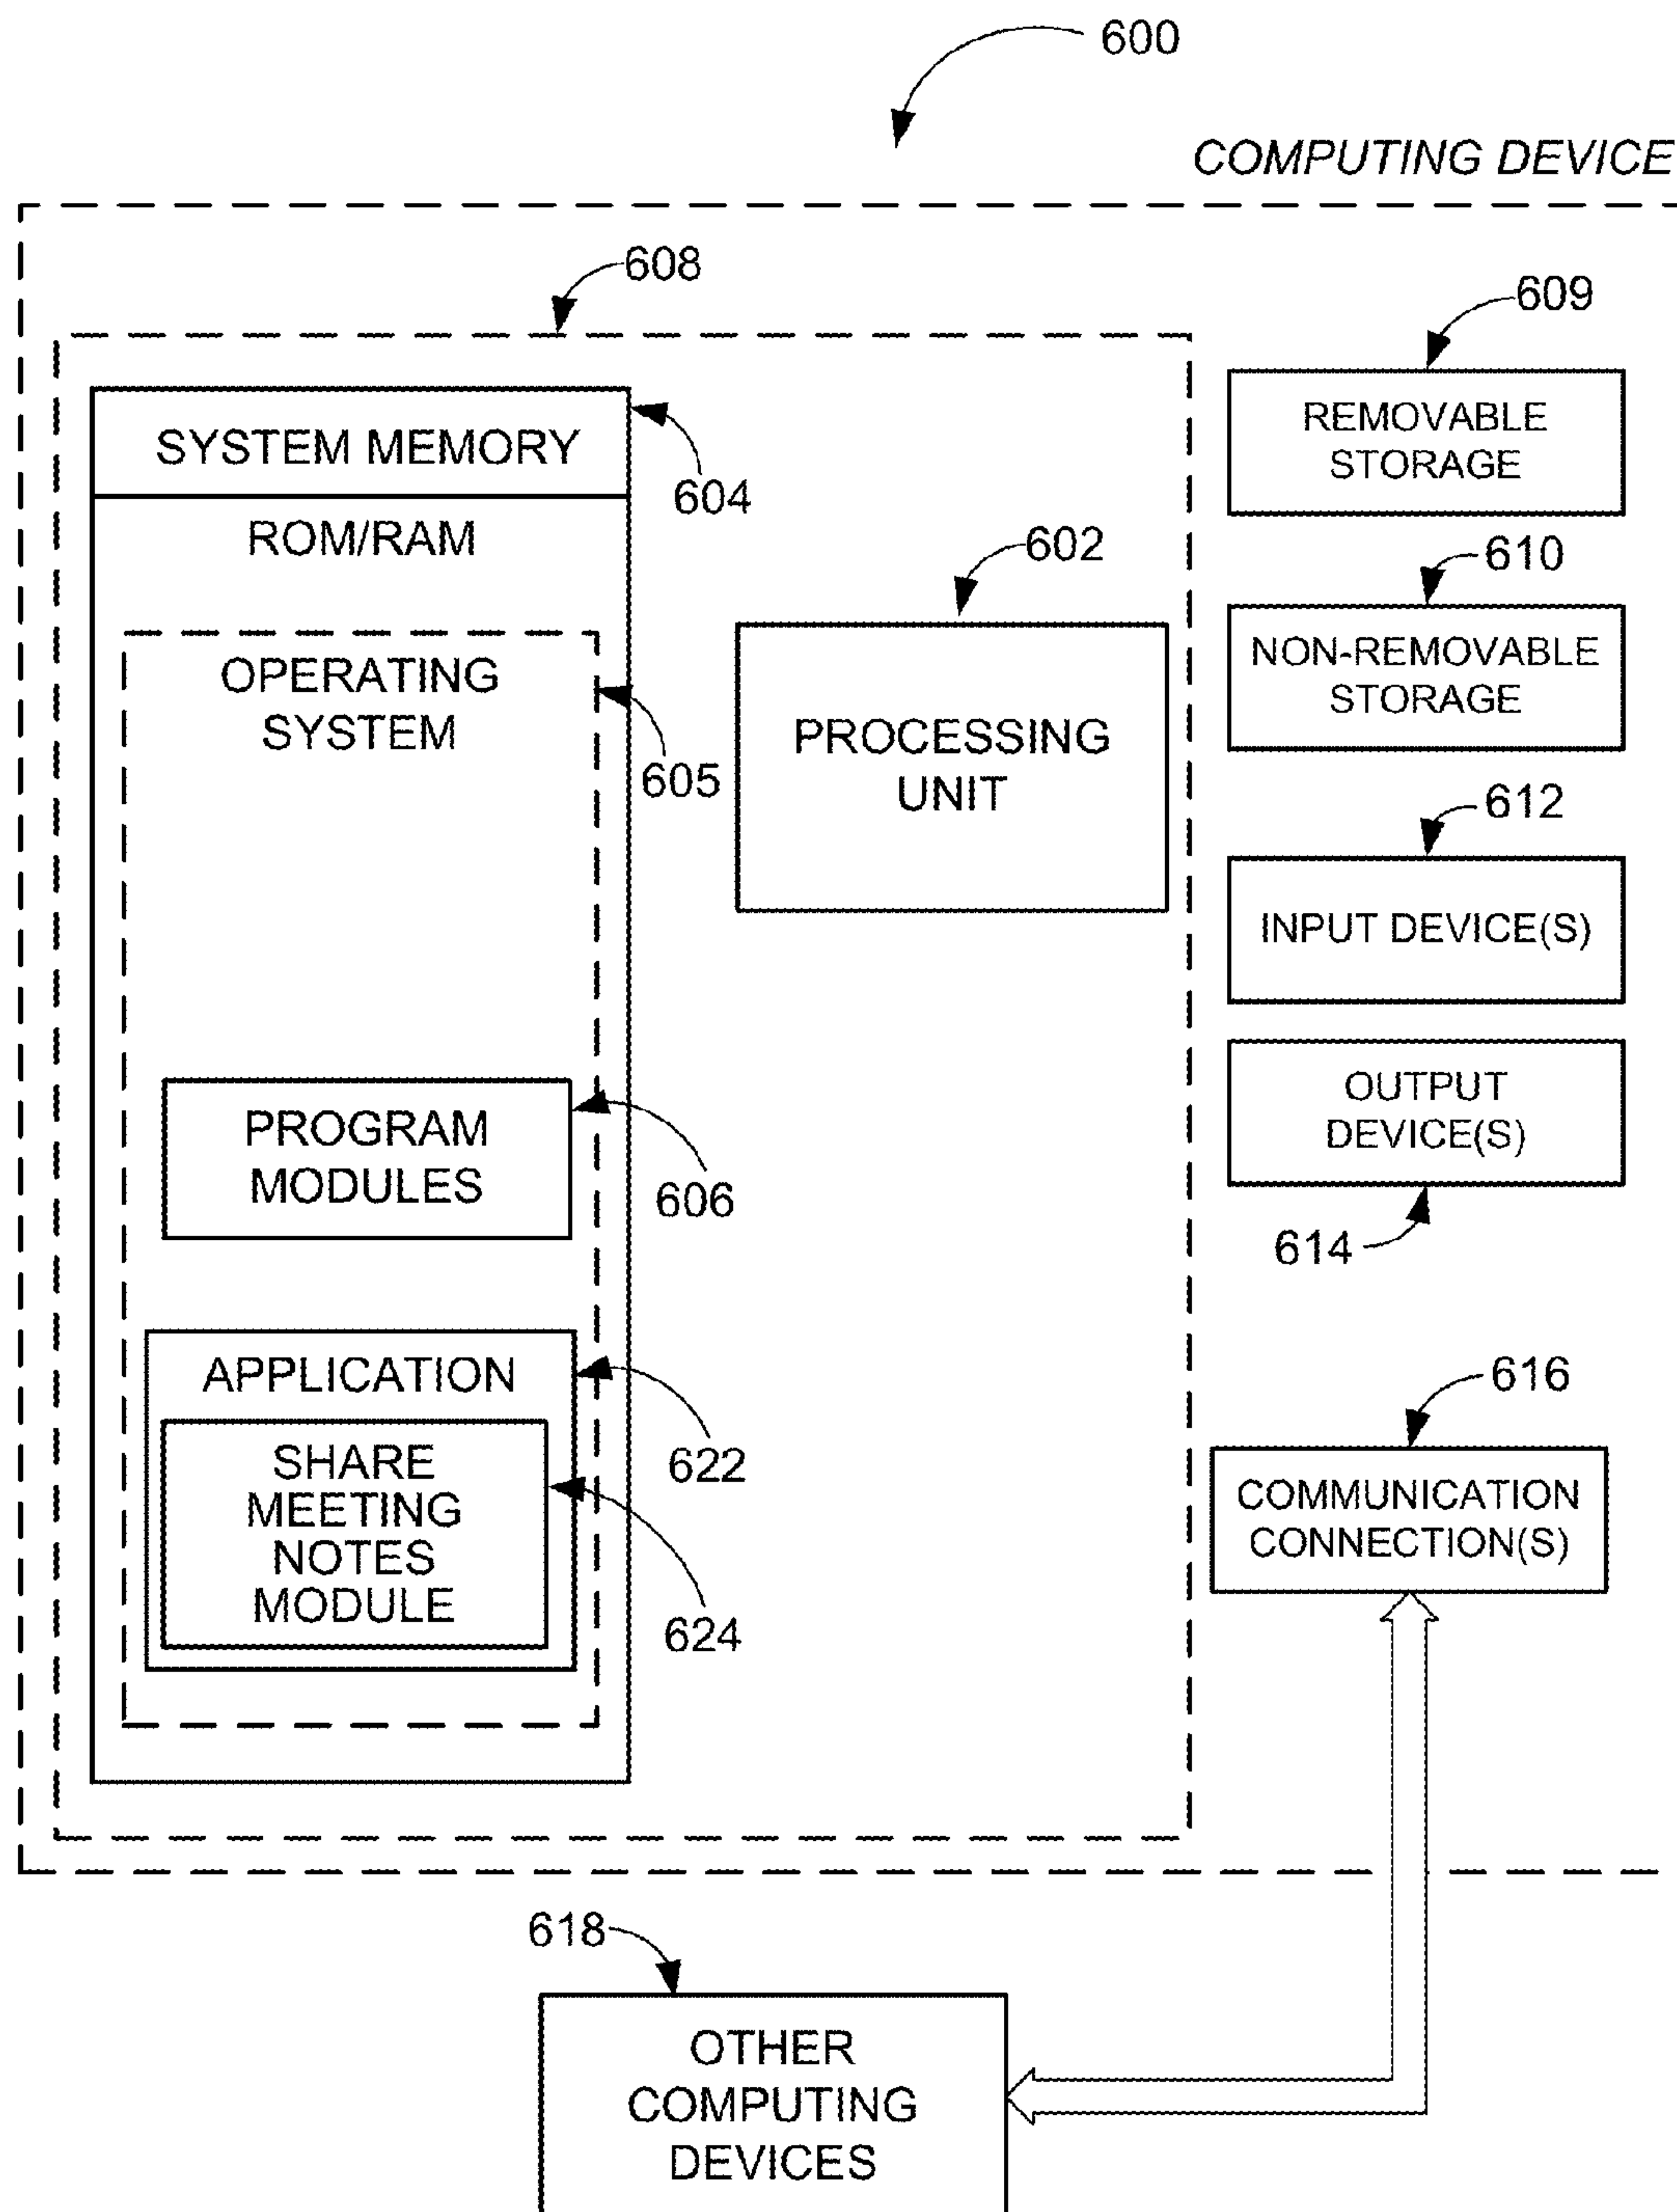 600
COMPUTING DEVICE
608
609
SYSTEM MEMORY
604
REMOVABLE
STORAGE
ROM/RAM
602
610
OPERATING
SYSTEM
605
PROCESSING
UNIT
NON-REMOVABLE
STORAGE
612
INPUT DEVICE(S)
PROGRAM
MODULES
606
OUTPUT
DEVICE(S)
614
APPLICATION
622
616
SHARE
MEETING
NOTES
MODULE
624
COMMUNICATION
CONNECTION(S)
618
OTHER
COMPUTING
DEVICES